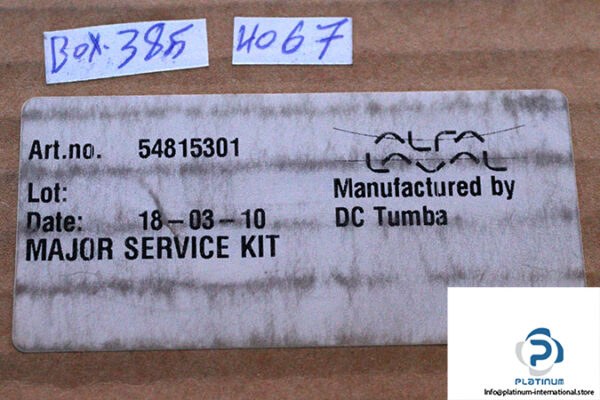 BOX-385
4067
Art.no. 54815301
ALFA
LAVAL
Lot:
Manufactured by
Date: 18-03-10
DC Tumba
MAJOR SERVICE KIT
PLATINUM
Info@platinum-international.store